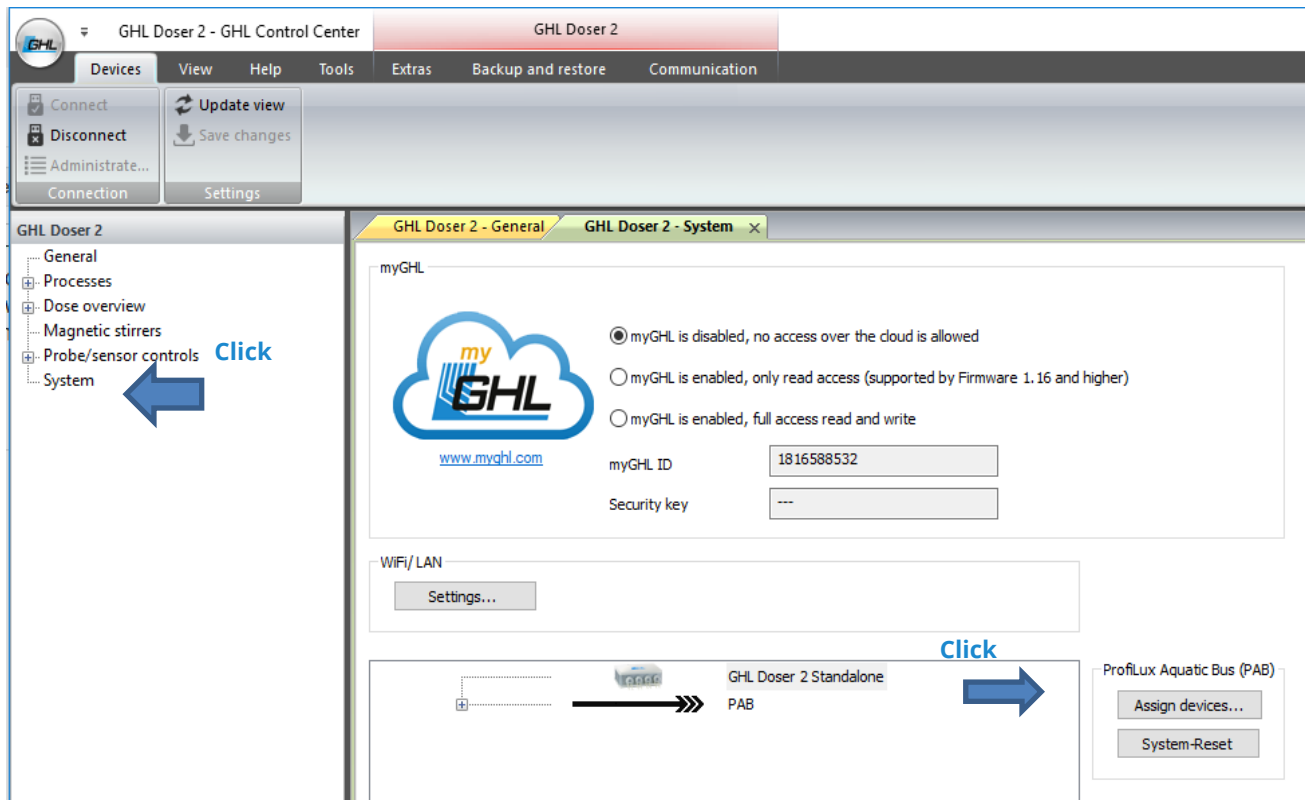 GHL
GHL Doser 2 - GHL Control Center
GHL Doser 2
Devices View Help Tools Extras Backup and restore Communication
Connect
Disconnect
Administrate...
Connection
Update view
Save changes
Settings
GHL Doser 2
General
Processes
Dose overview
Magnetic stirrers
Probe/sensor controls
System
Click
GHL Doser 2 - General
GHL Doser 2 - System
myGHL
my
GHL
www.myghl.com
myGHL is disabled, no access over the cloud is allowed
myGHL is enabled, only read access (supported by Firmware 1.16 and higher)
myGHL is enabled, full access read and write
myGHL ID 1816588532
Security key ---
WiFi/LAN
Settings...
GHL Doser 2 Standalone
PAB
Click
ProfiLux Aquatic Bus (PAB)
Assign devices...
System-Reset